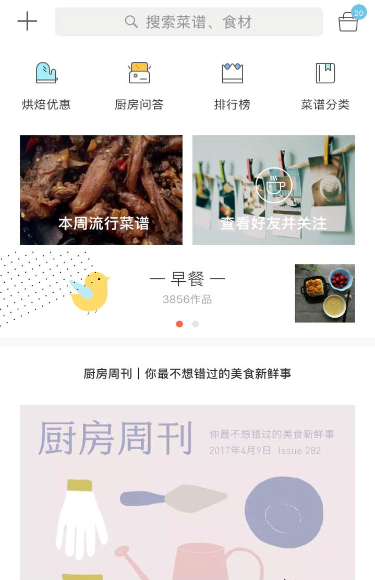 20
搜索菜谱、食材
烘焙优惠
厨房问答
排行榜
菜谱分类
本周流行菜谱
查看好友并关注
早餐
3856作品
厨房周刊 | 你最不想错过的美食新鲜事
厨房周刊
你最不想错过的美食新鲜事
2017年4月9日 Issue 282